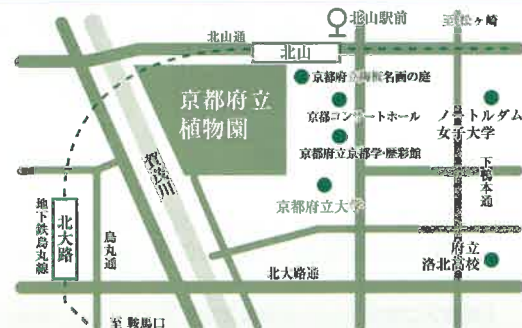 北山駅前
至 松ヶ崎
北山通
北山
京都府立陶板名画の庭
京都府立
植物園
京都コンサートホール
ノートルダム
女子大学
京都府立京都学・歴彩館
賀茂川
下鴨本通
京都府立大学
地下鉄烏丸線
北大路
烏丸通
府立
洛北高校
北大路通
至 鞍馬口